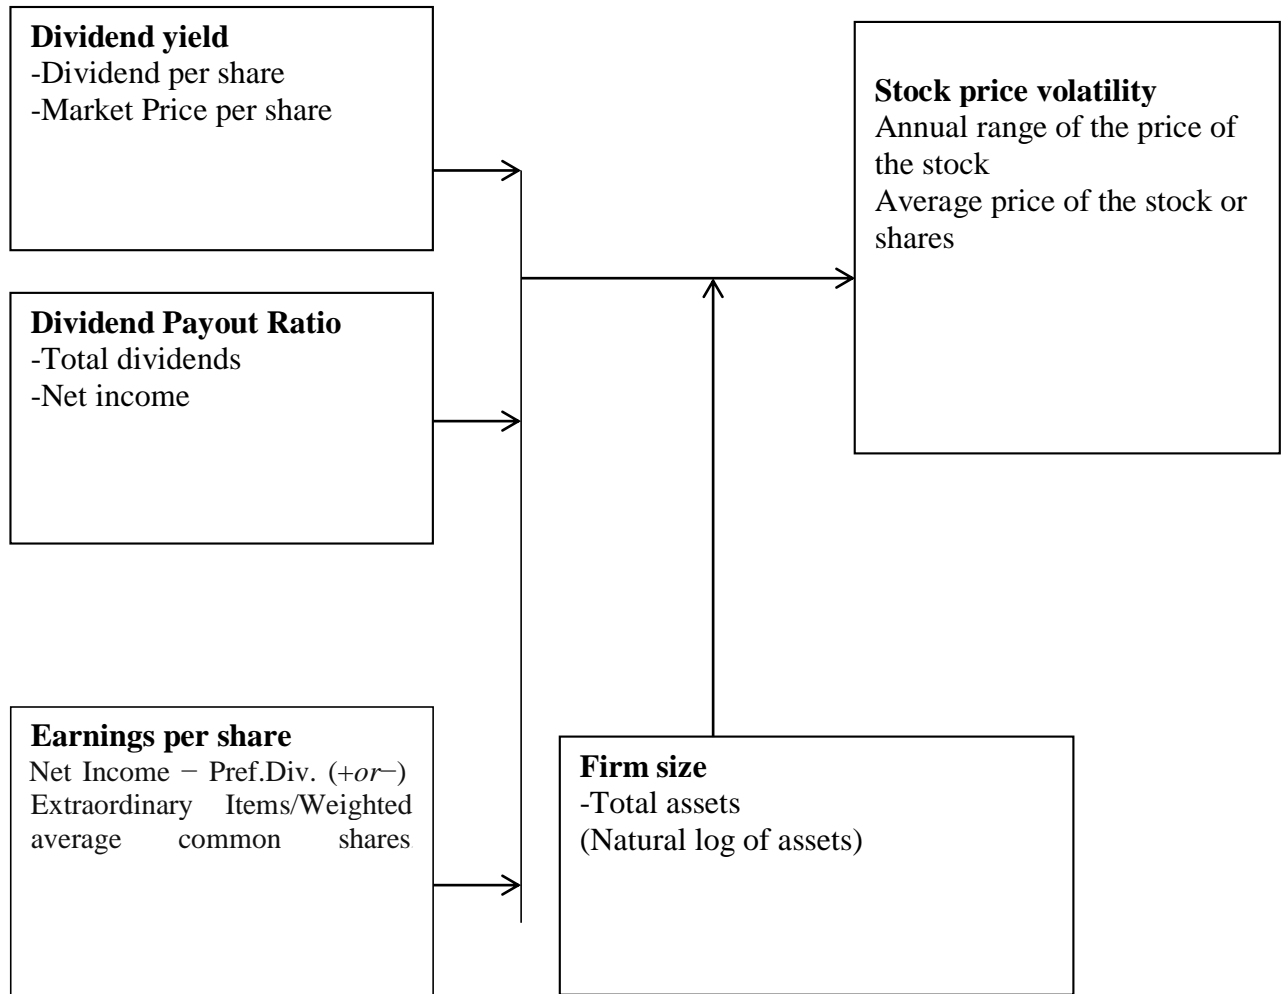 Dividend yield
-Dividend per share
-Market Price per share
Stock price volatility
Annual range of the price of
the stock
Average price of the stock or
shares
Dividend Payout Ratio
-Total dividends
-Net income
Earnings per share
Net Income − Pref.Div. (+or−)
Extraordinary Items/Weighted
average common shares
Firm size
-Total assets
(Natural log of assets)